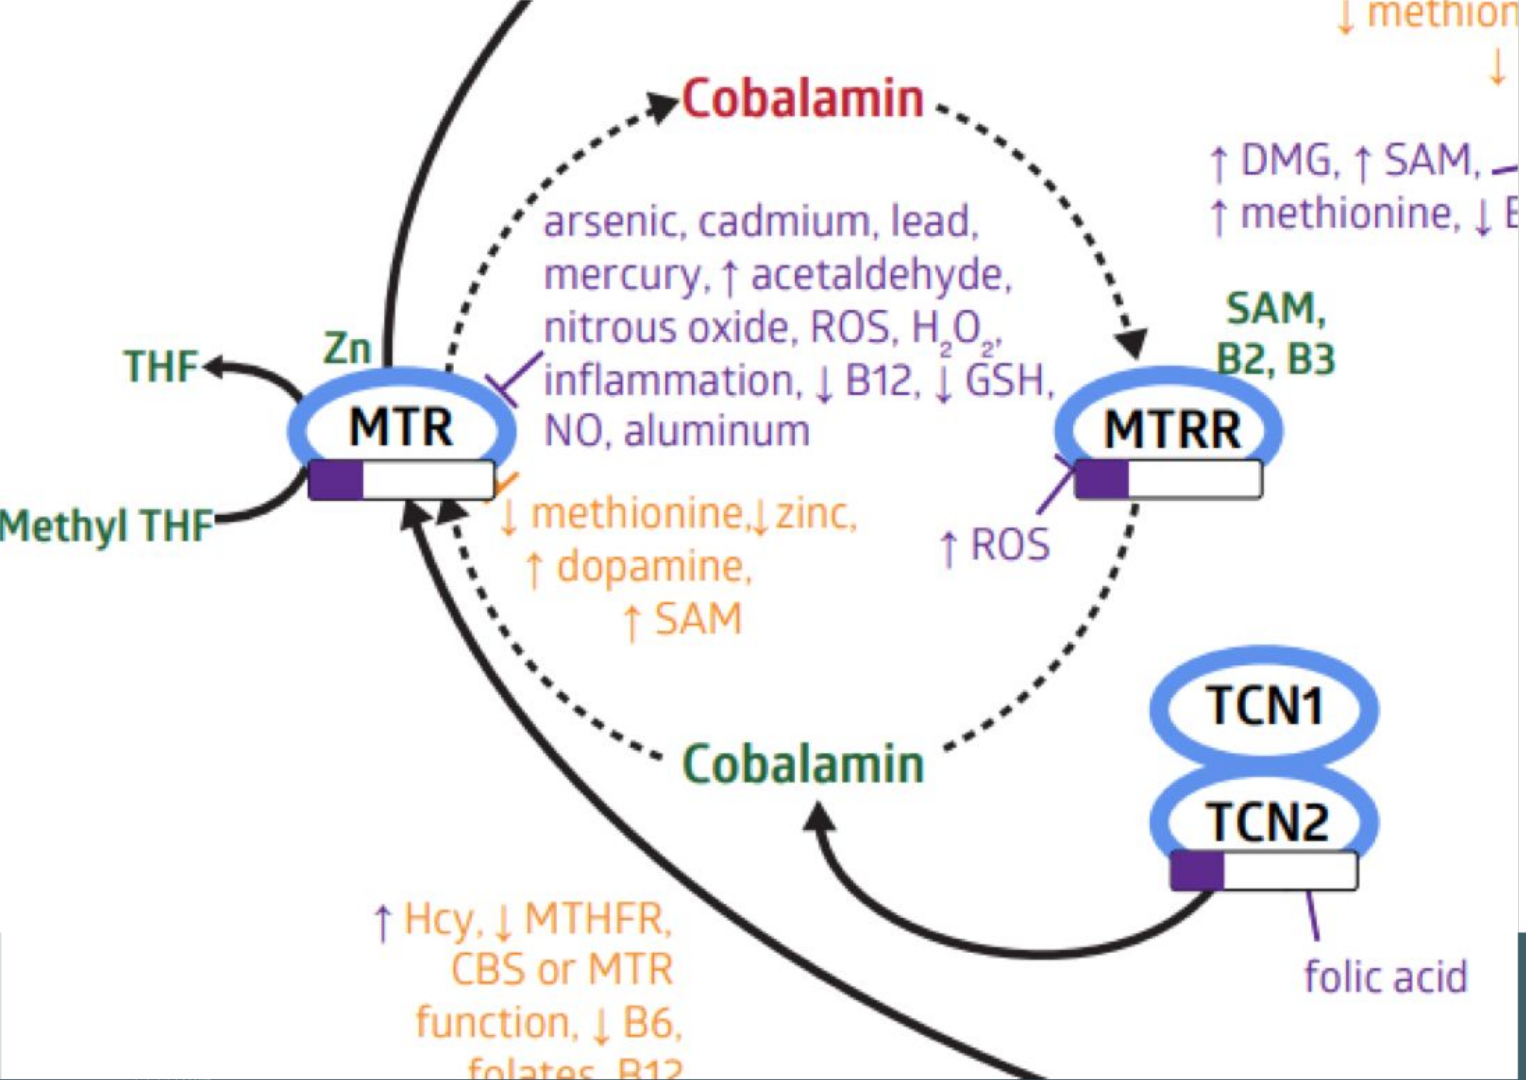 ↓ methion
↓
Cobalamin
↑ DMG, ↑ SAM,
↑ methionine, ↓
arsenic, cadmium, lead,
mercury, ↑ acetaldehyde,
nitrous oxide, ROS, H₂O₂,
inflammation, ↓ B12, ↓ GSH,
NO, aluminum
SAM,
B2, B3
Zn
THF
MTR
MTRR
Methyl THF
↓ methionine,↓ zinc,
↑ dopamine,
↑ SAM
↑ ROS
TCN1
TCN2
Cobalamin
folic acid
↑ Hcy, ↓ MTHFR,
CBS or MTR
function, ↓ B6,
folates, B12